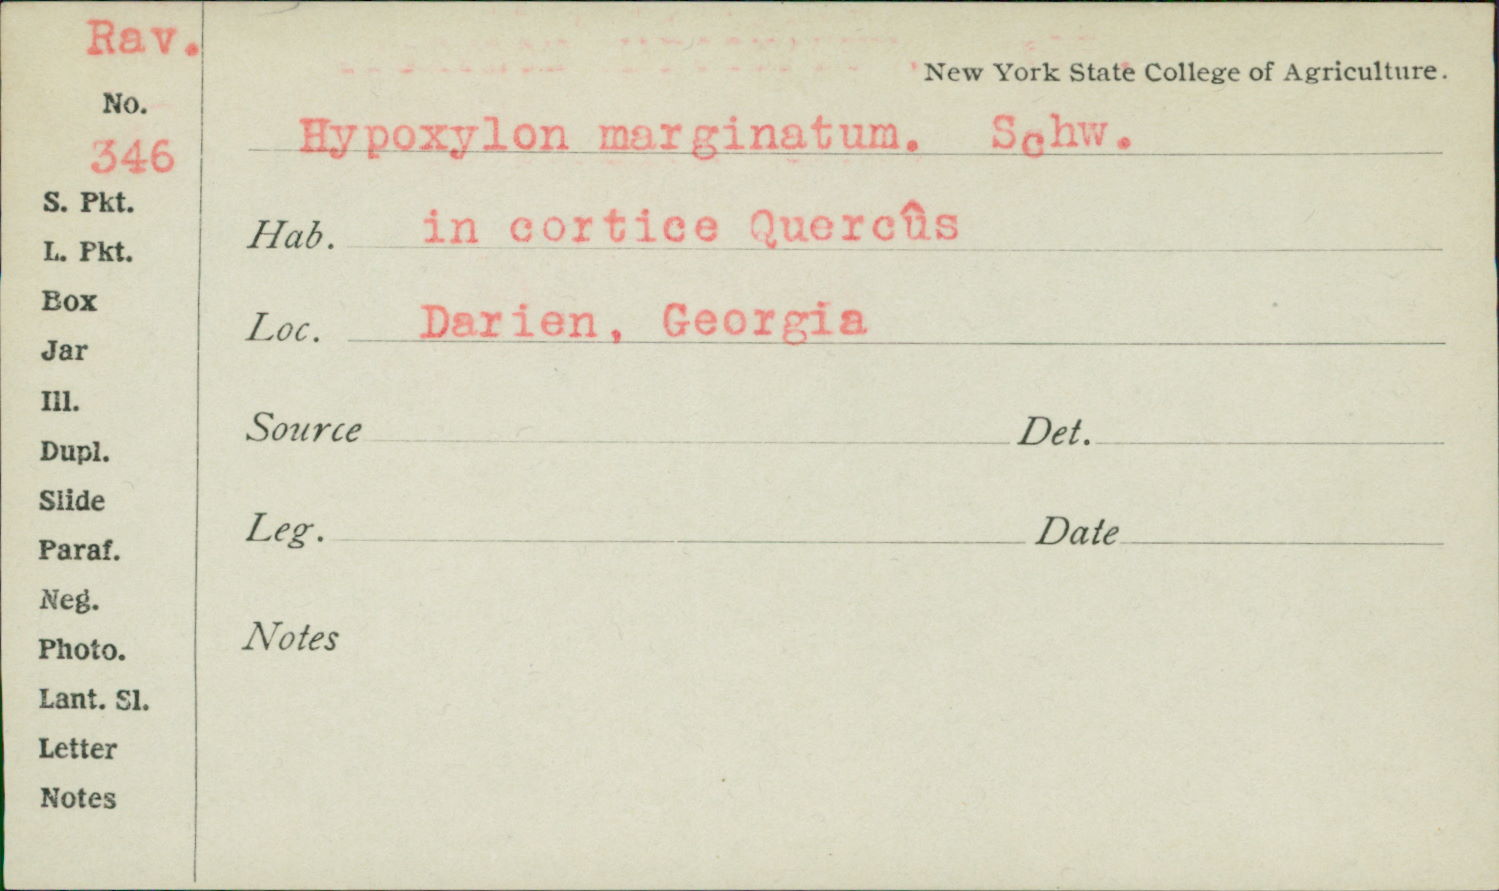 Rav.
New York State College of Agriculture.
No.
346
Hypoxylon marginatum. Schw.
S. Pkt.
Hab. in cortice Quercûs
L. Pkt.
Box
Loc. Darien, Georgia
Jar
Ill.
Source Det.
Dupl.
Slide
Leg. Date
Paraf.
Neg.
Notes
Photo.
Lant. Sl.
Letter
Notes